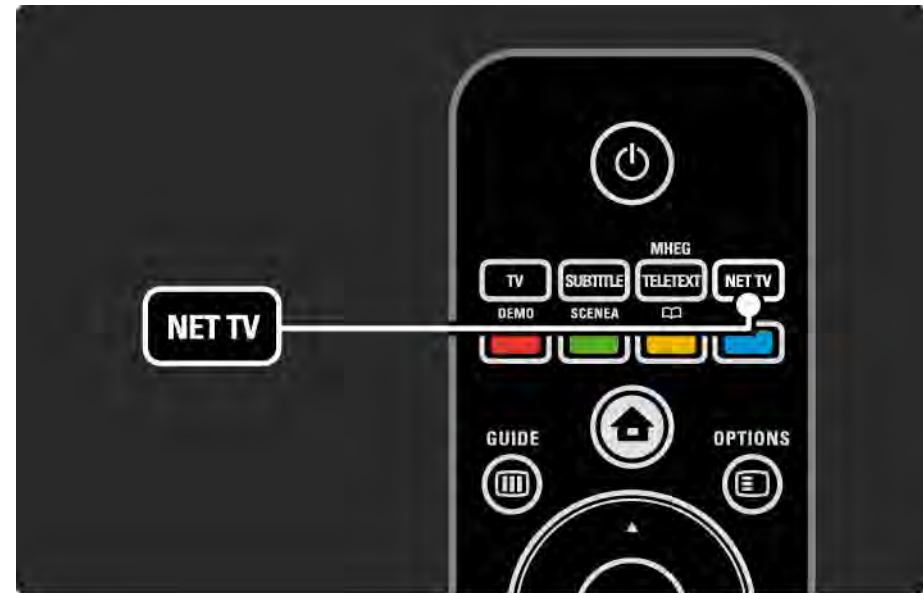 MHEG
TV SUBTITLE TELETEXT NET TV
DEMO SCENEA
NET TV
GUIDE OPTIONS